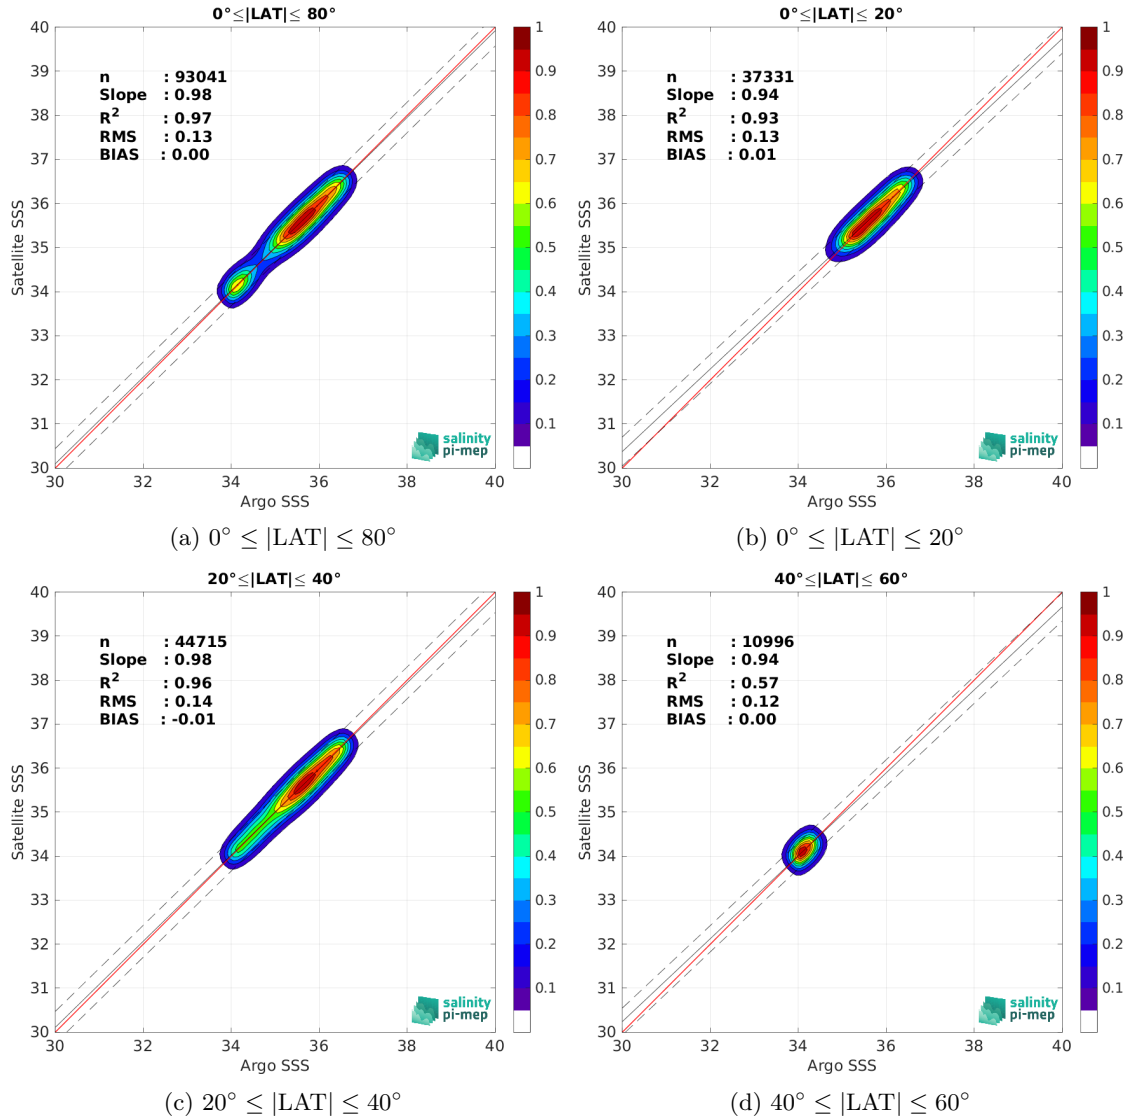 0°≤|LAT|≤ 80°
40
39
38
37
36
35
34
33
32
31
30
Satellite SSS
n : 93041
Slope : 0.98
R² : 0.97
RMS : 0.13
BIAS : 0.00
salinity
pi-mep
30 32 34 36 38 40
Argo SSS
1
0.9
0.8
0.7
0.6
0.5
0.4
0.3
0.2
0.1
(a) 0° ≤ |LAT| ≤ 80°
0°≤|LAT|≤ 20°
40
39
38
37
36
35
34
33
32
31
30
Satellite SSS
n : 37331
Slope : 0.94
R² : 0.93
RMS : 0.13
BIAS : 0.01
salinity
pi-mep
30 32 34 36 38 40
Argo SSS
1
0.9
0.8
0.7
0.6
0.5
0.4
0.3
0.2
0.1
(b) 0° ≤ |LAT| ≤ 20°
20°≤|LAT|≤ 40°
40
39
38
37
36
35
34
33
32
31
30
Satellite SSS
n : 44715
Slope : 0.98
R² : 0.96
RMS : 0.14
BIAS : -0.01
salinity
pi-mep
30 32 34 36 38 40
Argo SSS
1
0.9
0.8
0.7
0.6
0.5
0.4
0.3
0.2
0.1
(c) 20° ≤ |LAT| ≤ 40°
40°≤|LAT|≤ 60°
40
39
38
37
36
35
34
33
32
31
30
Satellite SSS
n : 10996
Slope : 0.94
R² : 0.57
RMS : 0.12
BIAS : 0.00
salinity
pi-mep
30 32 34 36 38 40
Argo SSS
1
0.9
0.8
0.7
0.6
0.5
0.4
0.3
0.2
0.1
(d) 40° ≤ |LAT| ≤ 60°